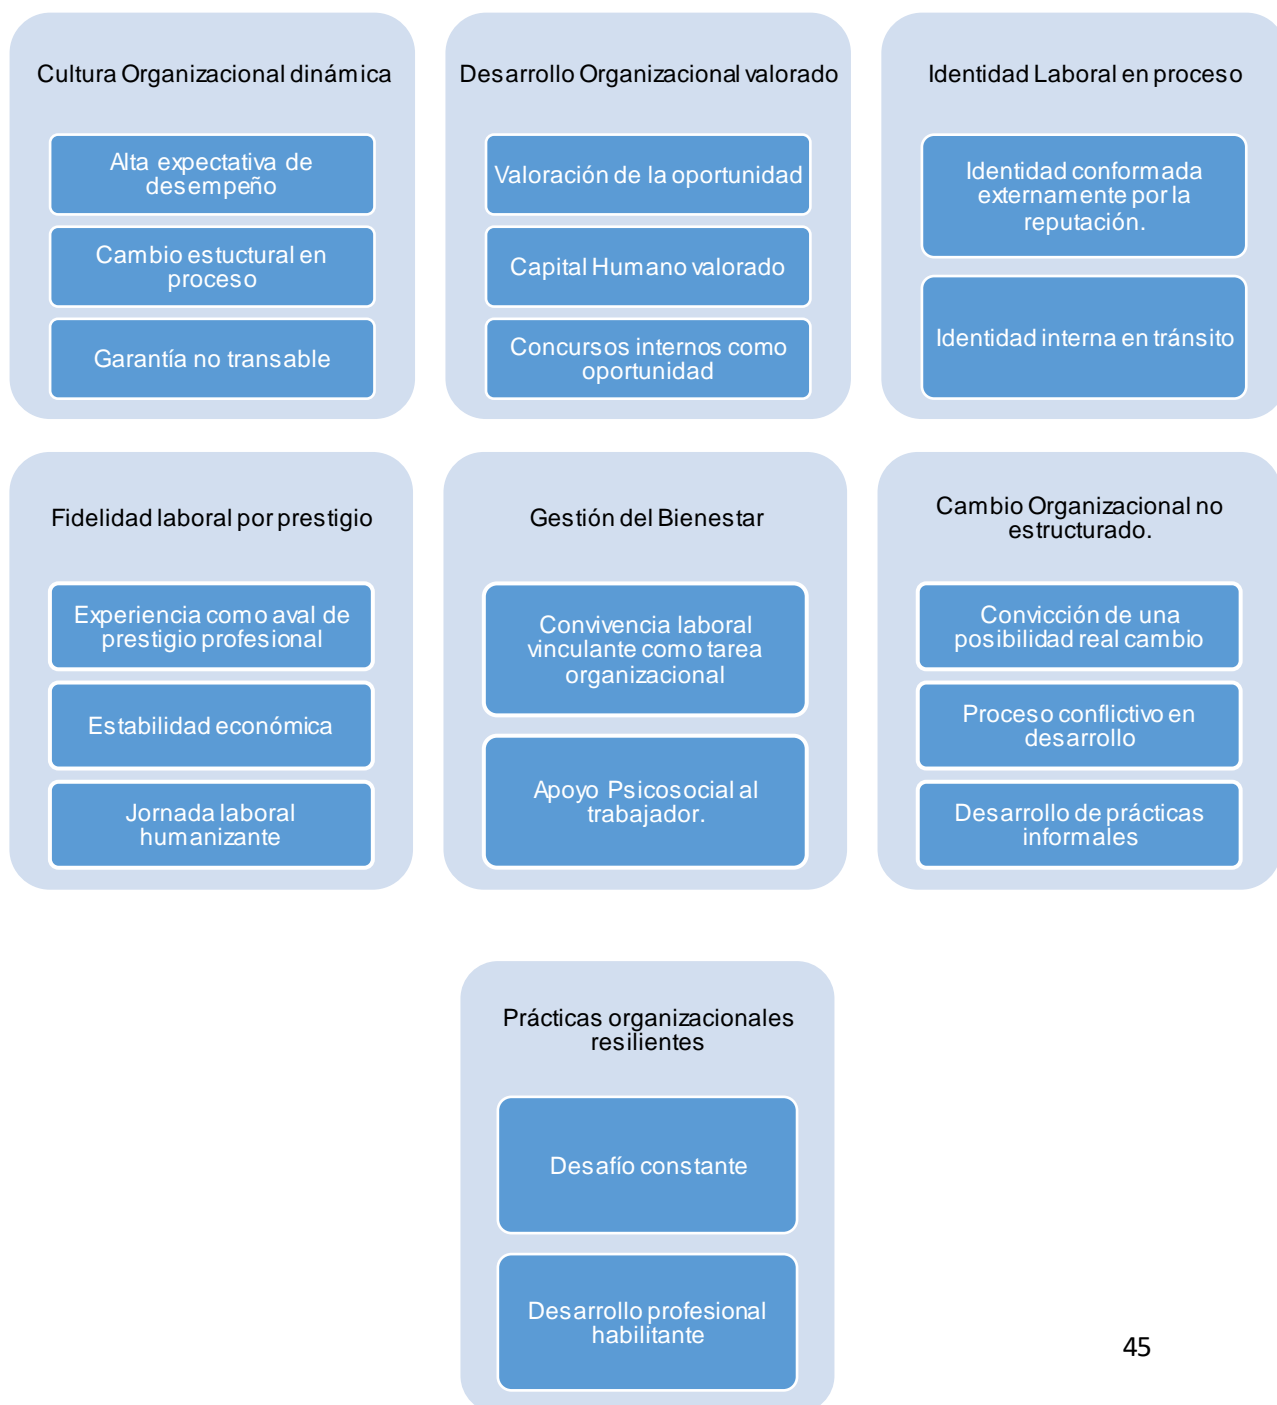 Cultura Organizacional dinámica
Alta expectativa de
desempeño
Cambio estuctural en
proceso
Garantía no transable
Desarrollo Organizacional valorado
Valoración de la oportunidad
Capital Humano valorado
Concursos internos como
oportunidad
Identidad Laboral en proceso
Identidad conformada
externamente por la
reputación.
Identidad interna en tránsito
Fidelidad laboral por prestigio
Experiencia como aval de
prestigio profesional
Estabilidad económica
Jornada laboral
humanizante
Gestión del Bienestar
Convivencia laboral
vinculante como tarea
organizacional
Apoyo Psicosocial al
trabajador.
Cambio Organizacional no
estructurado.
Convicción de una
posibilidad real cambio
Proceso conflictivo en
desarrollo
Desarrollo de prácticas
informales
Prácticas organizacionales
resilientes
Desafío constante
Desarrollo profesional
habilitante
45